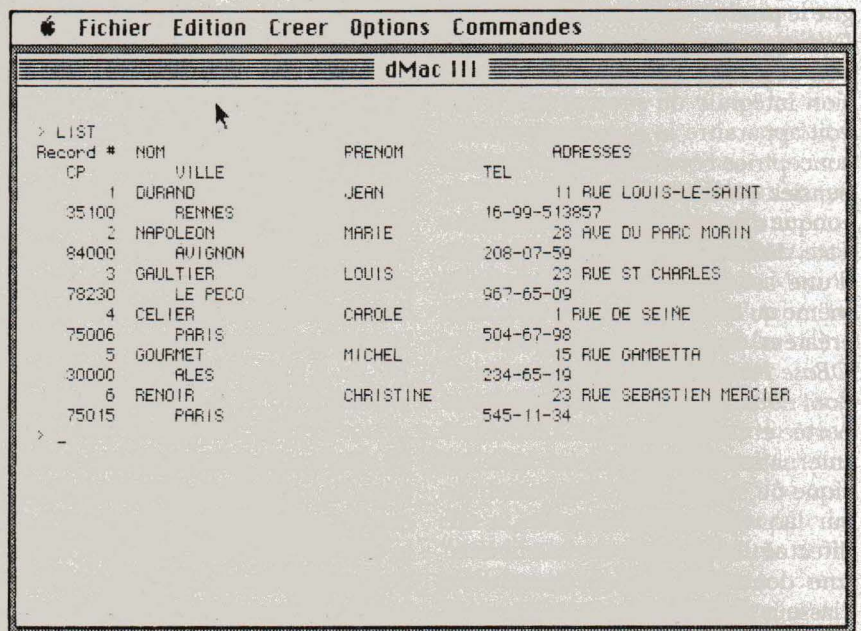 Fichier Edition Creer Options Commandes
dMac III
> LIST
Record # NOM PRENOM ADRESSES
CP VILLE TEL
1 DURAND JEAN 11 RUE LOUIS-LE-SAINT
35100 RENNES 16-99-513857
2 NAPOLEON MARIE 28 AVE DU PARC MORIN
84000 AVIGNON 208-07-59
3 GAULTIER LOUIS 23 RUE ST CHARLES
78230 LE PECQ 967-65-09
4 CELIER CAROLE 1 RUE DE SEINE
75006 PARIS 504-67-98
5 GOURMET MICHEL 15 RUE GAMBETTA
30000 ALES 234-65-19
6 RENOIR CHRISTINE 23 RUE SEBASTIEN MERCIER
75015 PARIS 545-11-34
> _